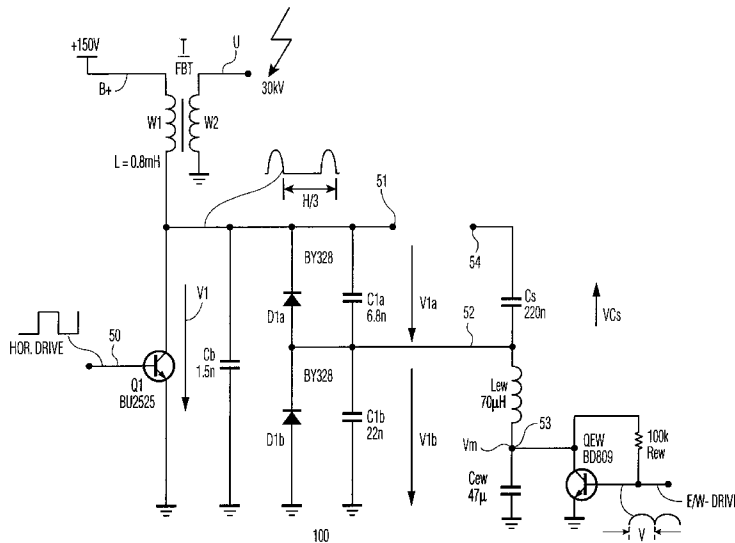 T
FBT
U
+150V
B+
30kV
W1
W2
L = 0.8mH
H/3
51
54
BY328
Cs
220n
V1
D1a
C1a
6.8n
V1a
52
VCs
HOR. DRIVE
50
Q1
BU2525
Cb
1.5n
BY328
Lew
70µH
D1b
C1b
22n
V1b
Vm
53
QEW
BD809
100k
Rew
Cew
47µ
E/W- DRIVE
V
100